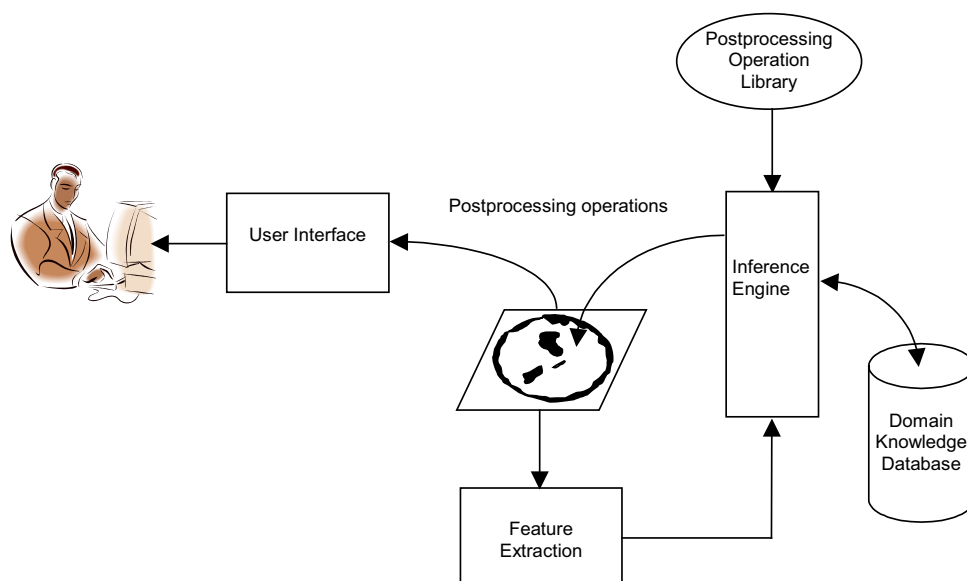 Postprocessing
Operation
Library
Postprocessing operations
User Interface
Inference
Engine
Domain
Knowledge
Database
Feature
Extraction